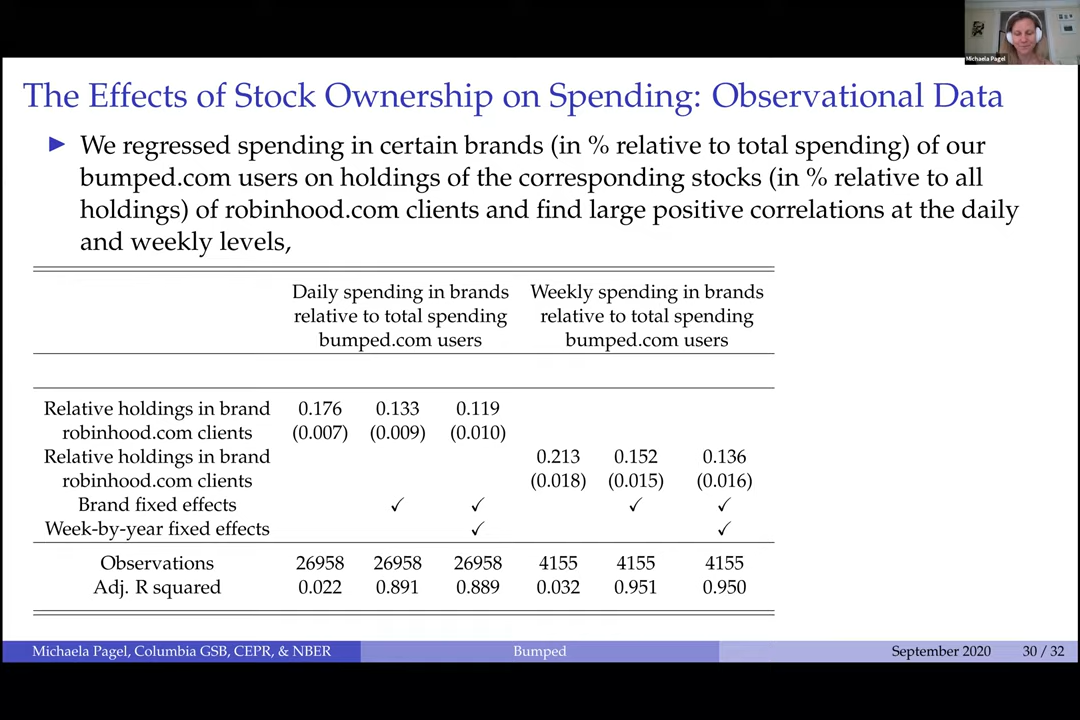 Michaela Pagel
The Effects of Stock Ownership on Spending: Observational Data
We regressed spending in certain brands (in % relative to total spending) of our
bumped.com users on holdings of the corresponding stocks (in % relative to all
holdings) of robinhood.com clients and find large positive correlations at the daily
and weekly levels,
Daily spending in brands Weekly spending in brands
relative to total spending relative to total spending
bumped.com users bumped.com users
Relative holdings in brand 0.176 0.133 0.119
robinhood.com clients (0.007) (0.009) (0.010)
Relative holdings in brand 0.213 0.152 0.136
robinhood.com clients (0.018) (0.015) (0.016)
Brand fixed effects ✓ ✓ ✓ ✓
Week-by-year fixed effects ✓ ✓
Observations 26958 26958 26958 4155 4155 4155
Adj. R squared 0.022 0.891 0.889 0.032 0.951 0.950
Michaela Pagel, Columbia GSB, CEPR, & NBER Bumped September 2020 30 / 32